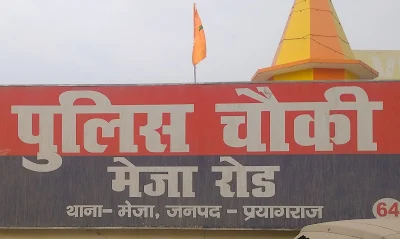 पुलिस चौकी
मेजा रोड
थाना- मेजा, जनपद - प्रयागराज
64